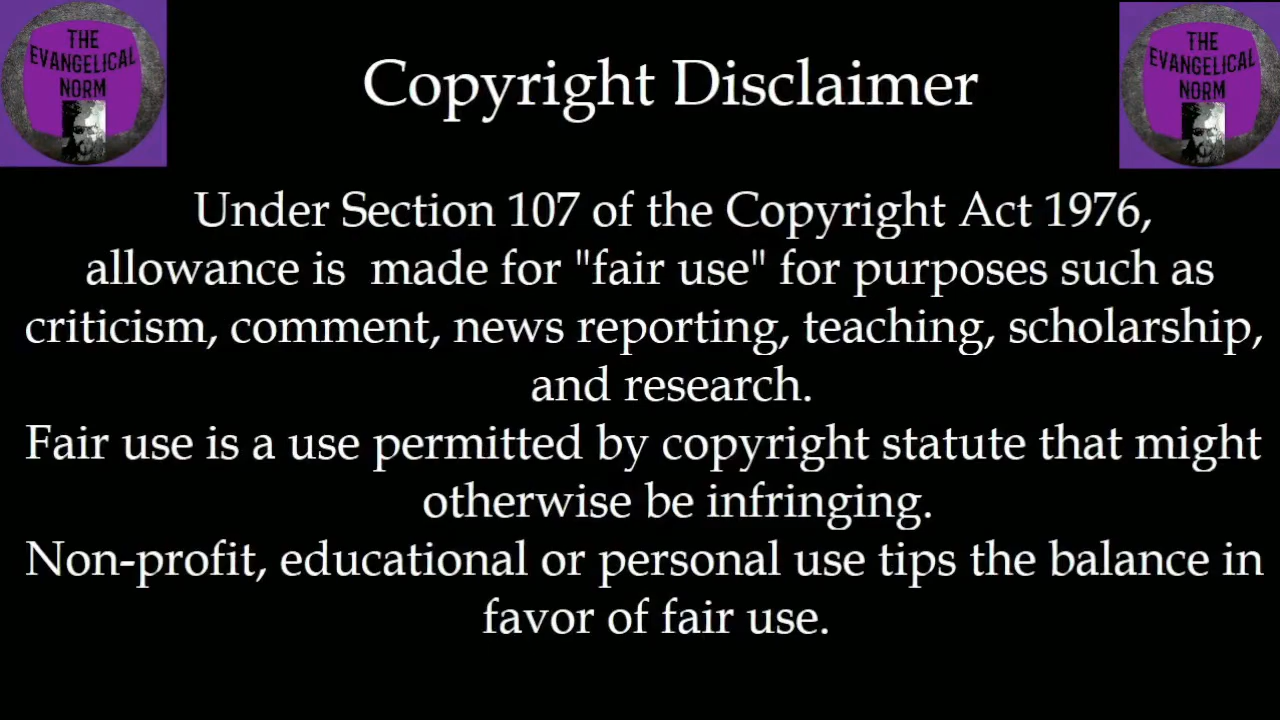 THE
EVANGELICAL
NORM
THE
EVANGELICAL
NORM
Copyright Disclaimer
Under Section 107 of the Copyright Act 1976,
allowance is  made for "fair use" for purposes such as
criticism, comment, news reporting, teaching, scholarship,
and research.
Fair use is a use permitted by copyright statute that might
otherwise be infringing.
Non-profit, educational or personal use tips the balance in
favor of fair use.